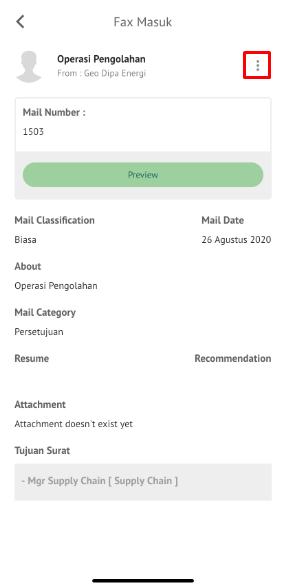 Fax Masuk
Operasi Pengolahan
From : Geo Dipa Energi
Mail Number :
1503
Preview
Mail Classification
Mail Date
Biasa
26 Agustus 2020
About
Operasi Pengolahan
Mail Category
Persetujuan
Resume
Recommendation
Attachment
Attachment doesn't exist yet
Tujuan Surat
- Mgr Supply Chain [ Supply Chain ]